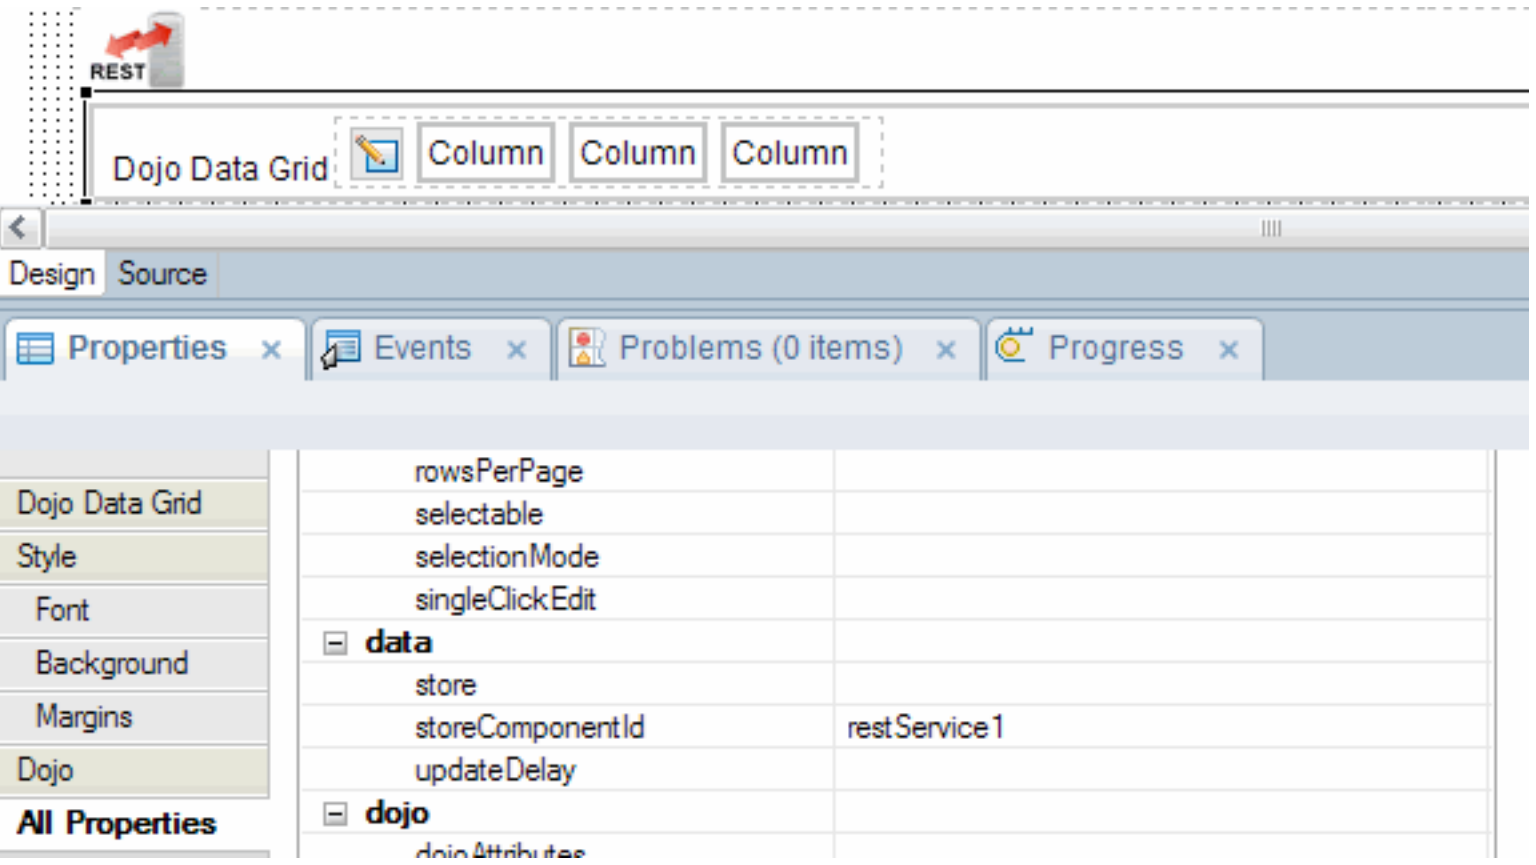 REST
Dojo Data Grid Column Column Column
Design Source
Properties Events Problems (0 items) Progress
rowsPerPage
Dojo Data Grid
selectable
Style
selectionMode
Font
singleClickEdit
data
Background
store
Margins
storeComponentId restService1
Dojo
updateDelay
All Properties
dojo
dojoAttributes